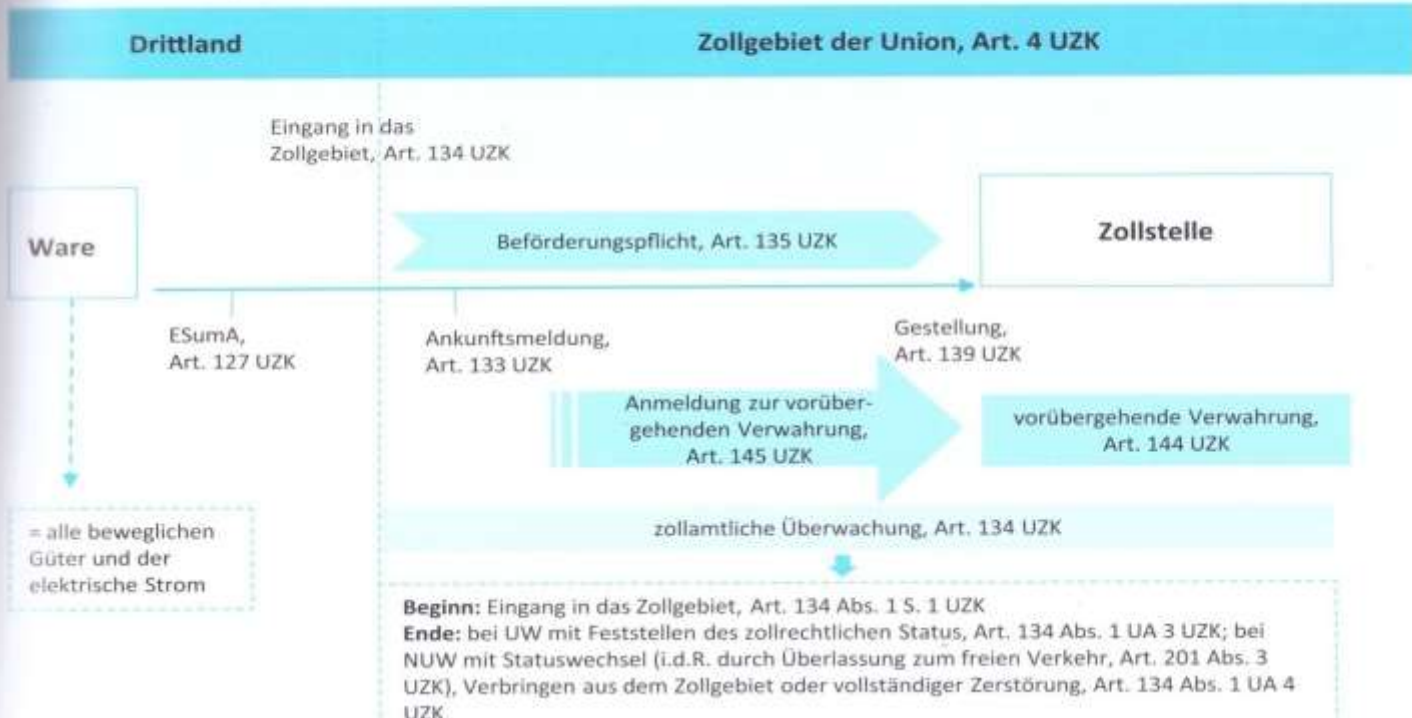 Drittland
Zollgebiet der Union, Art. 4 UZK
Eingang in das
Zollgebiet, Art. 134 UZK
Ware
Beförderungspflicht, Art. 135 UZK
Zollstelle
ESumA,
Art. 127 UZK
Ankunftsmeldung,
Art. 133 UZK
Gestellung,
Art. 139 UZK
Anmeldung zur vorüber-
gehenden Verwahrung,
Art. 145 UZK
vorübergehende Verwahrung,
Art. 144 UZK
= alle beweglichen
Güter und der
elektrische Strom
zollamtliche Überwachung, Art. 134 UZK
Beginn: Eingang in das Zollgebiet, Art. 134 Abs. 1 S. 1 UZK
Ende: bei UW mit Feststellen des zollrechtlichen Status, Art. 134 Abs. 1 UA 3 UZK; bei
NUW mit Statuswechsel (i.d.R. durch Überlassung zum freien Verkehr, Art. 201 Abs. 3
UZK), Verbringen aus dem Zollgebiet oder vollständiger Zerstörung, Art. 134 Abs. 1 UA 4
UZK